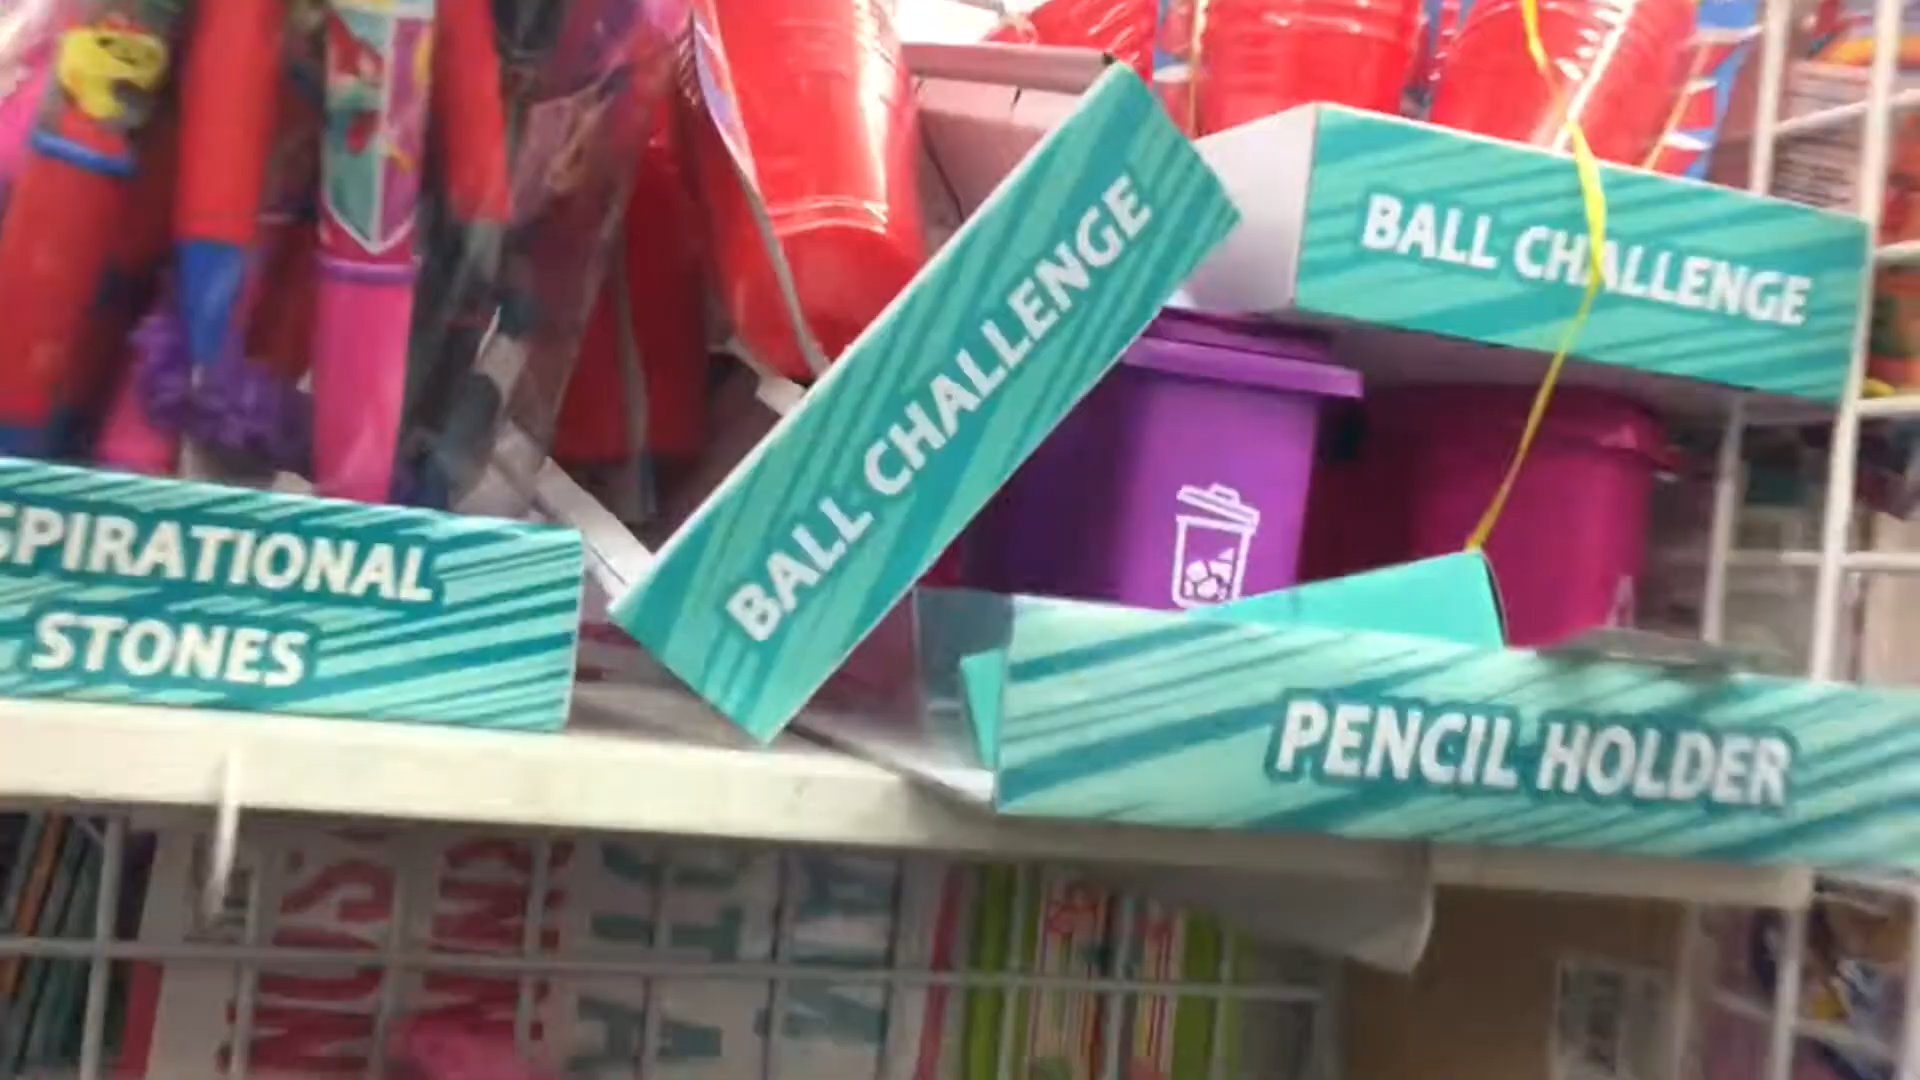 BALL CHALLENGE
BALL CHALLENGE
SPIRATIONAL
STONES
PENCIL HOLDER